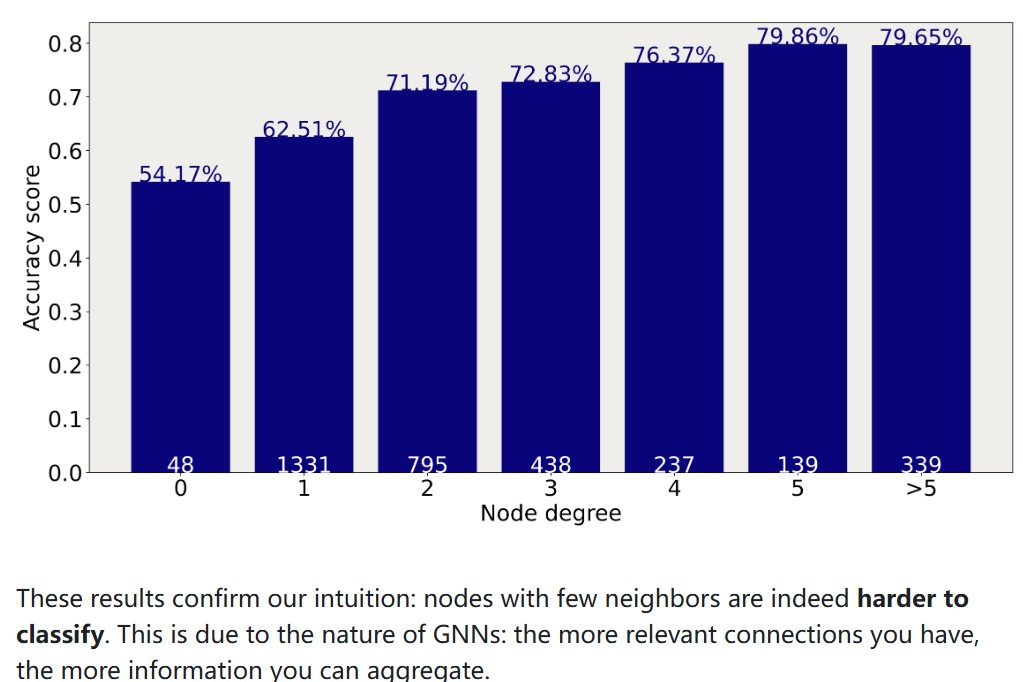 79.86% 79.65%
0.8
76.37%
72.83%
71.19%
0.7
62.51%
0.6
54.17%
0.5
0.4
0.3
0.2
0.1
0.0
Accuracy score
48 1331 795 438 237 139 339
0 1 2 3 4 5 >5
Node degree
These results confirm our intuition: nodes with few neighbors are indeed harder to
classify. This is due to the nature of GNNs: the more relevant connections you have,
the more information you can aggregate.